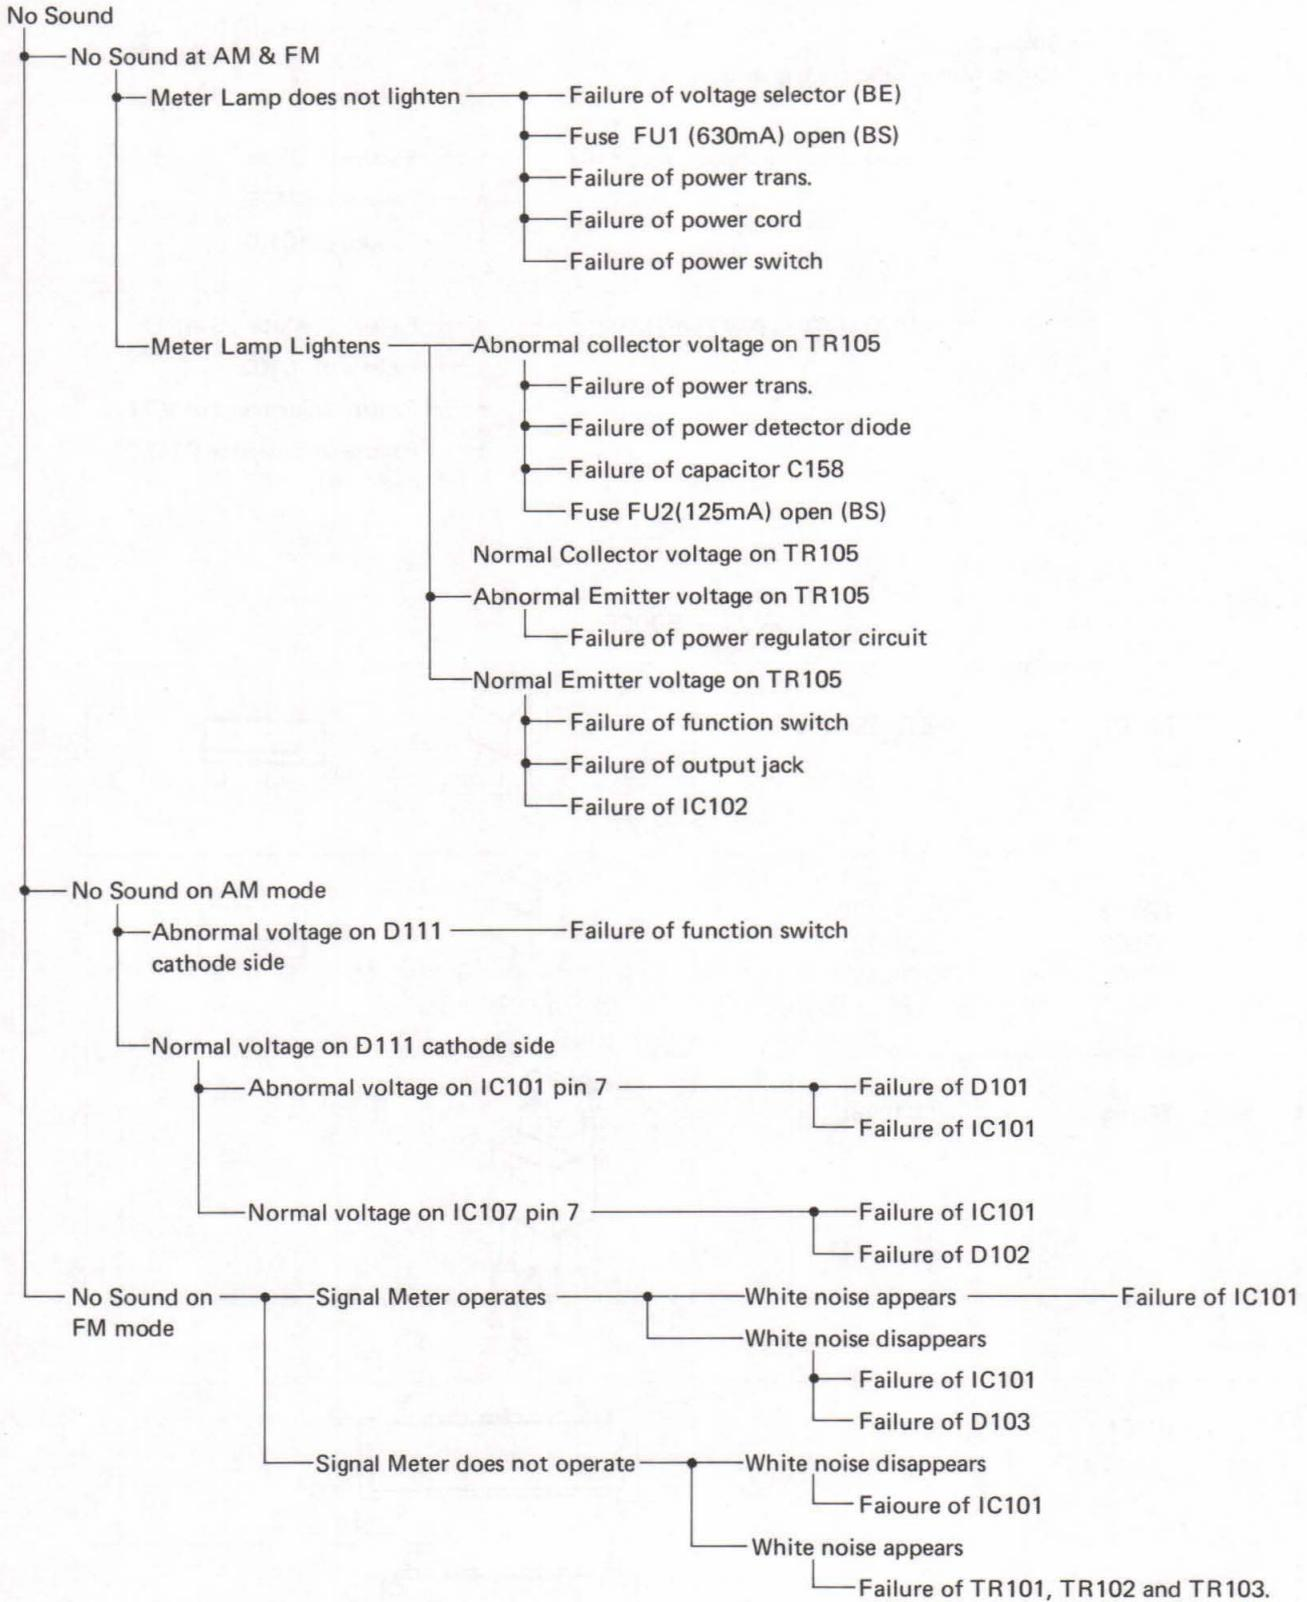 No Sound
No Sound at AM & FM
Meter Lamp does not lighten
Failure of voltage selector (BE)
Fuse FU1 (630mA) open (BS)
Failure of power trans.
Failure of power cord
Failure of power switch
Meter Lamp Lightens
Abnormal collector voltage on TR105
Failure of power trans.
Failure of power detector diode
Failure of capacitor C158
Fuse FU2(125mA) open (BS)
Normal Collector voltage on TR105
Abnormal Emitter voltage on TR105
Failure of power regulator circuit
Normal Emitter voltage on TR105
Failure of function switch
Failure of output jack
Failure of IC102
No Sound on AM mode
Abnormal voltage on D111
cathode side
Failure of function switch
Normal voltage on D111 cathode side
Abnormal voltage on IC101 pin 7
Failure of D101
Failure of IC101
Normal voltage on IC107 pin 7
Failure of IC101
Failure of D102
No Sound on
FM mode
Signal Meter operates
White noise appears
Failure of IC101
White noise disappears
Failure of IC101
Failure of D103
Signal Meter does not operate
White noise disappears
Faioure of IC101
White noise appears
Failure of TR101, TR102 and TR103.